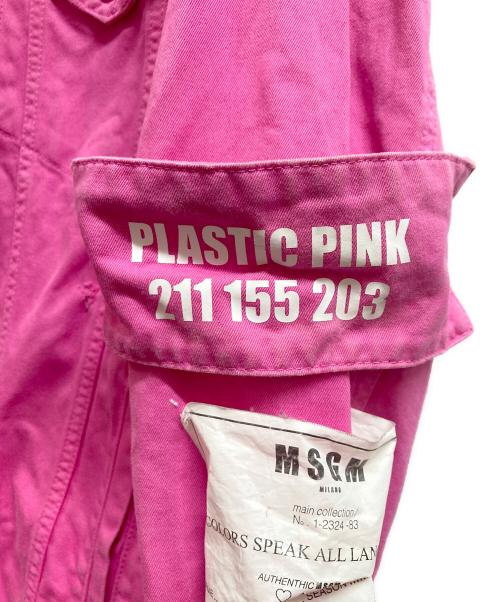 PLASTIC PINK
211 155 203
MSGM
MILANO
main collection/
No. 1-2324-83
COLORS SPEAK ALL LAN
AUTHENTHIC MSGM
SEASON